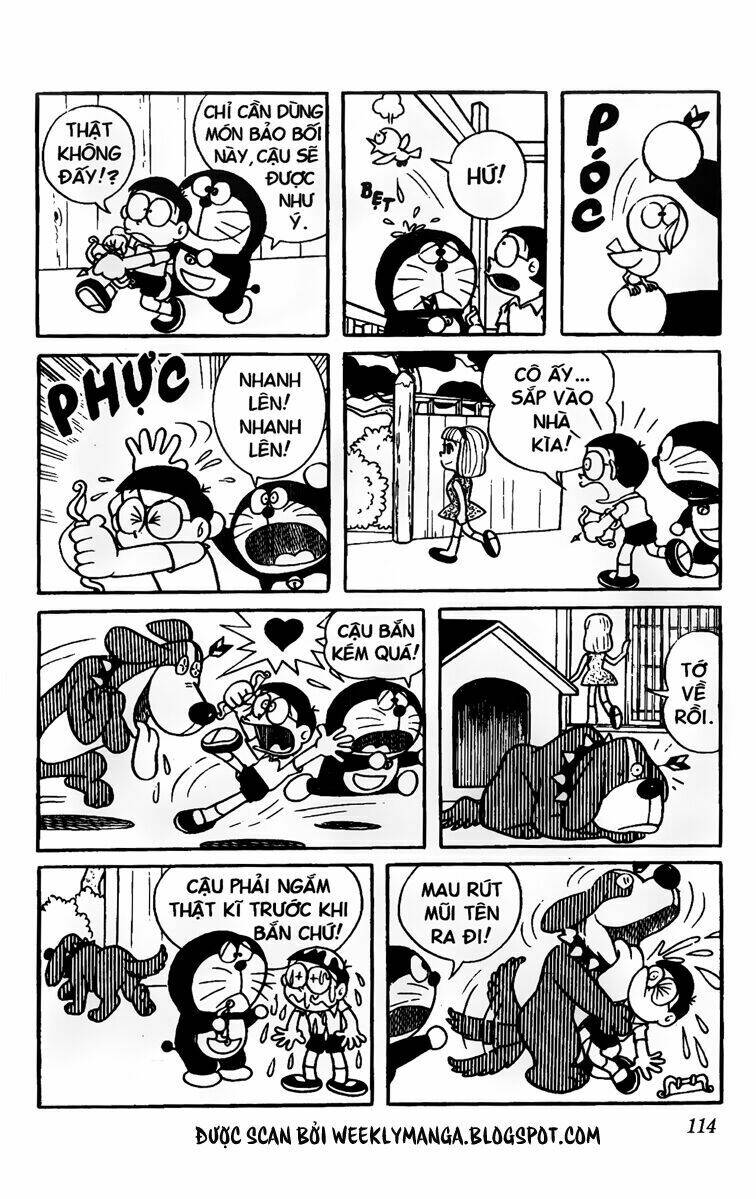 PÓC
HỨ!
BẸT
CHỈ CẦN DÙNG
MÓN BẢO BỐI
NÀY, CẬU SẼ
ĐƯỢC
NHƯ
Ý.
THẬT
KHÔNG
ĐẤY!?
CÔ ẤY...
SẮP VÀO
NHÀ
KÌA!
NHANH
LÊN!
NHANH
LÊN!
PHỰC
TỚ
VỀ
RỒI.
CẬU BẮN
KÉM QUÁ!
MAU RÚT
MŨI TÊN
RA ĐI!
CẬU PHẢI NGẮM
THẬT KĨ TRƯỚC KHI
BẮN CHỨ!
114
ĐƯỢC SCAN BỞI WEEKLYMANGA.BLOGSPOT.COM